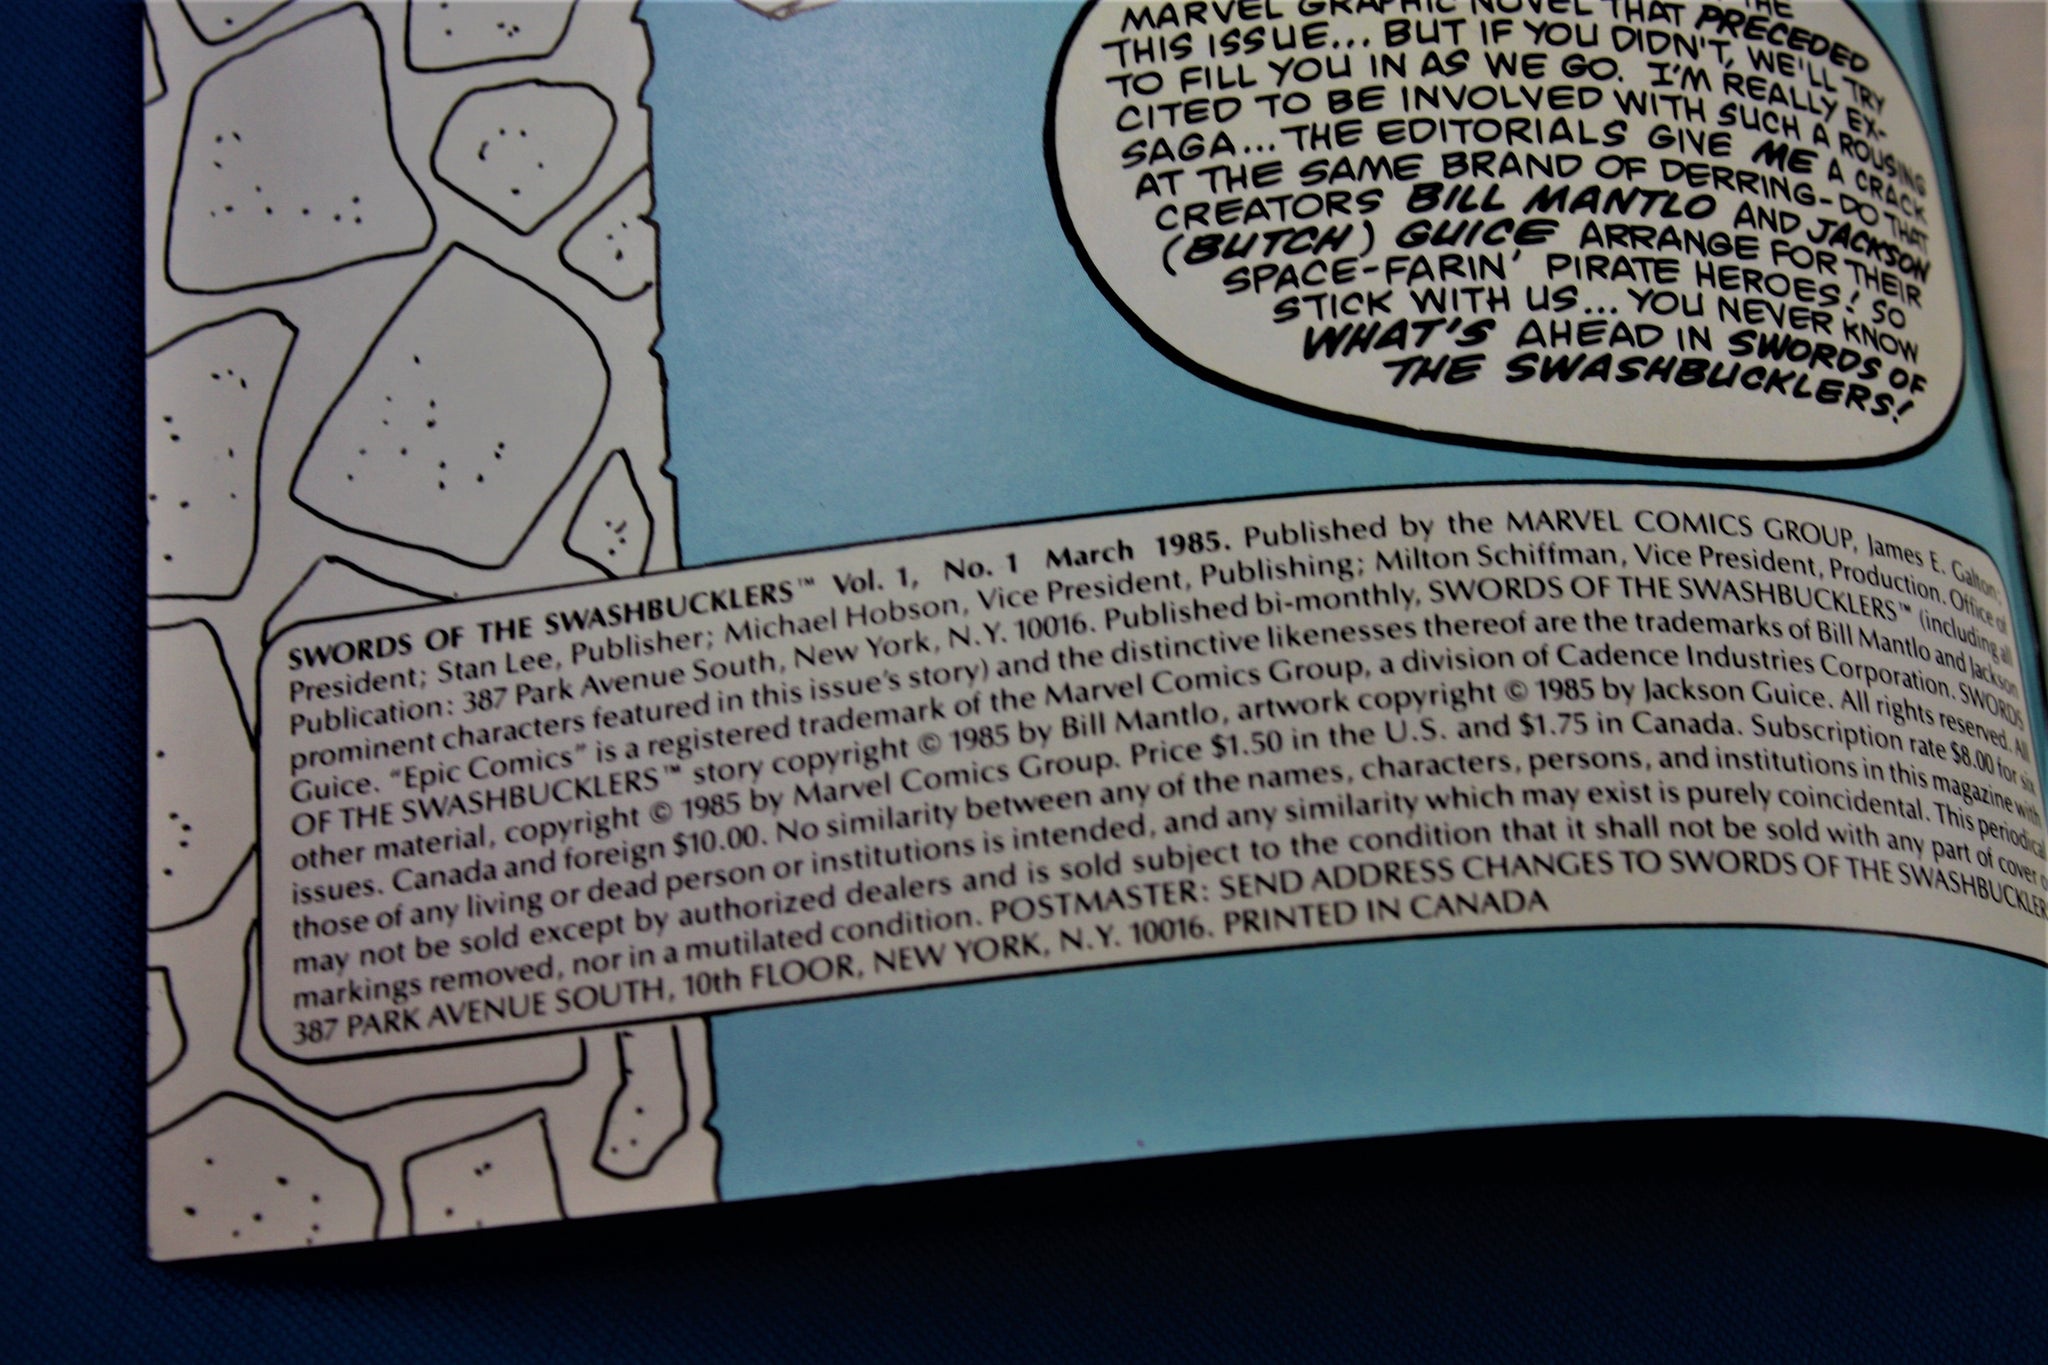 THE
MARVEL GRAPHIC NOVEL THAT PRECEDED
THIS ISSUE... BUT IF YOU DIDN'T, WE'LL TRY
TO FILL YOU IN AS WE GO. I'M REALLY EX-
CITED TO BE INVOLVED WITH SUCH A ROUSING
SAGA... THE EDITORIALS GIVE ME A CRACK
AT THE SAME BRAND OF DERRING-DO THAT
CREATORS BILL MANTLO AND JACKSON
(BUTCH) GUICE ARRANGE FOR THEIR
SPACE-FARIN' PIRATE HEROES! SO
STICK WITH US... YOU NEVER KNOW
WHAT'S AHEAD IN SWORDS OF
THE SWASHBUCKLERS!
SWORDS OF THE SWASHBUCKLERS™ Vol. 1, No. 1 March 1985. Published by the MARVEL COMICS GROUP, James E. Galton,
President; Stan Lee, Publisher; Michael Hobson, Vice President, Publishing; Milton Schiffman, Vice President, Production. Office of
Publication: 387 Park Avenue South, New York, N.Y. 10016. Published bi-monthly, SWORDS OF THE SWASHBUCKLERS™ (including all
prominent characters featured in this issue's story) and the distinctive likenesses thereof are the trademarks of Bill Mantlo and Jackson
Guice. "Epic Comics" is a registered trademark of the Marvel Comics Group, a division of Cadence Industries Corporation. SWORDS
OF THE SWASHBUCKLERS™ story copyright © 1985 by Bill Mantlo, artwork copyright © 1985 by Jackson Guice. All rights reserved. All
other material, copyright © 1985 by Marvel Comics Group. Price $1.50 in the U.S. and $1.75 in Canada. Subscription rate $8.00 for six
issues. Canada and foreign $10.00. No similarity between any of the names, characters, persons, and institutions in this magazine with
those of any living or dead person or institutions is intended, and any similarity which may exist is purely coincidental. This periodical
may not be sold except by authorized dealers and is sold subject to the condition that it shall not be sold with any part of cover o
markings removed, nor in a mutilated condition. POSTMASTER: SEND ADDRESS CHANGES TO SWORDS OF THE SWASHBUCKLER
387 PARK AVENUE SOUTH, 10th FLOOR, NEW YORK, N.Y. 10016. PRINTED IN CANADA